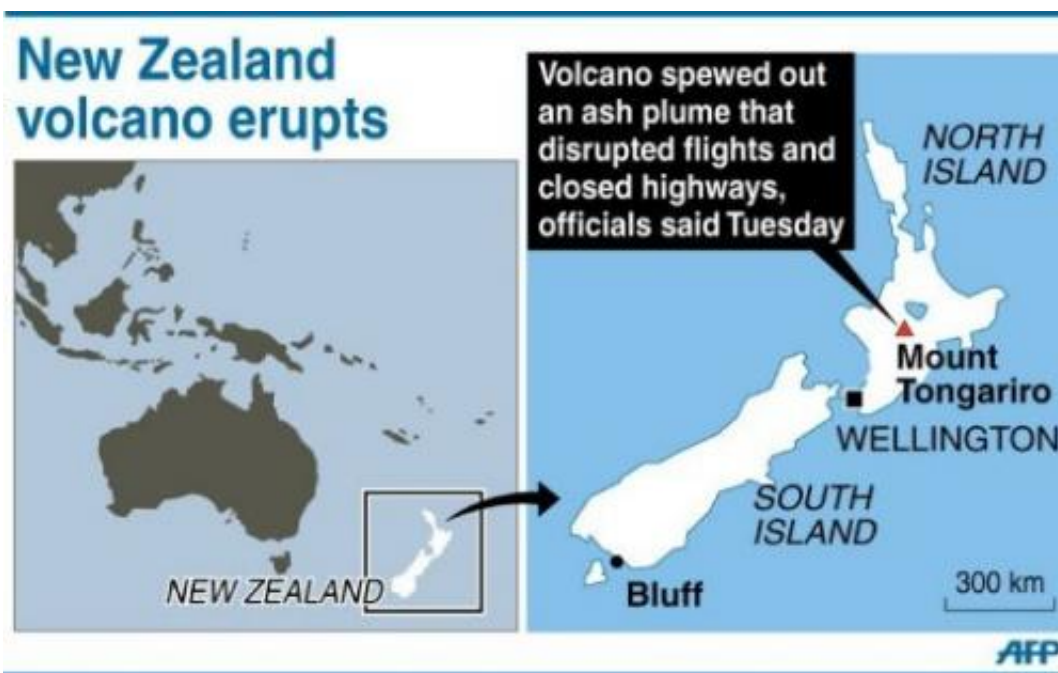 New Zealand
volcano erupts
NEW ZEALAND
Volcano spewed out
an ash plume that
disrupted flights and
closed highways,
officials said Tuesday
NORTH
ISLAND
Mount
Tongariro
WELLINGTON
SOUTH
ISLAND
Bluff
300 km
AFP